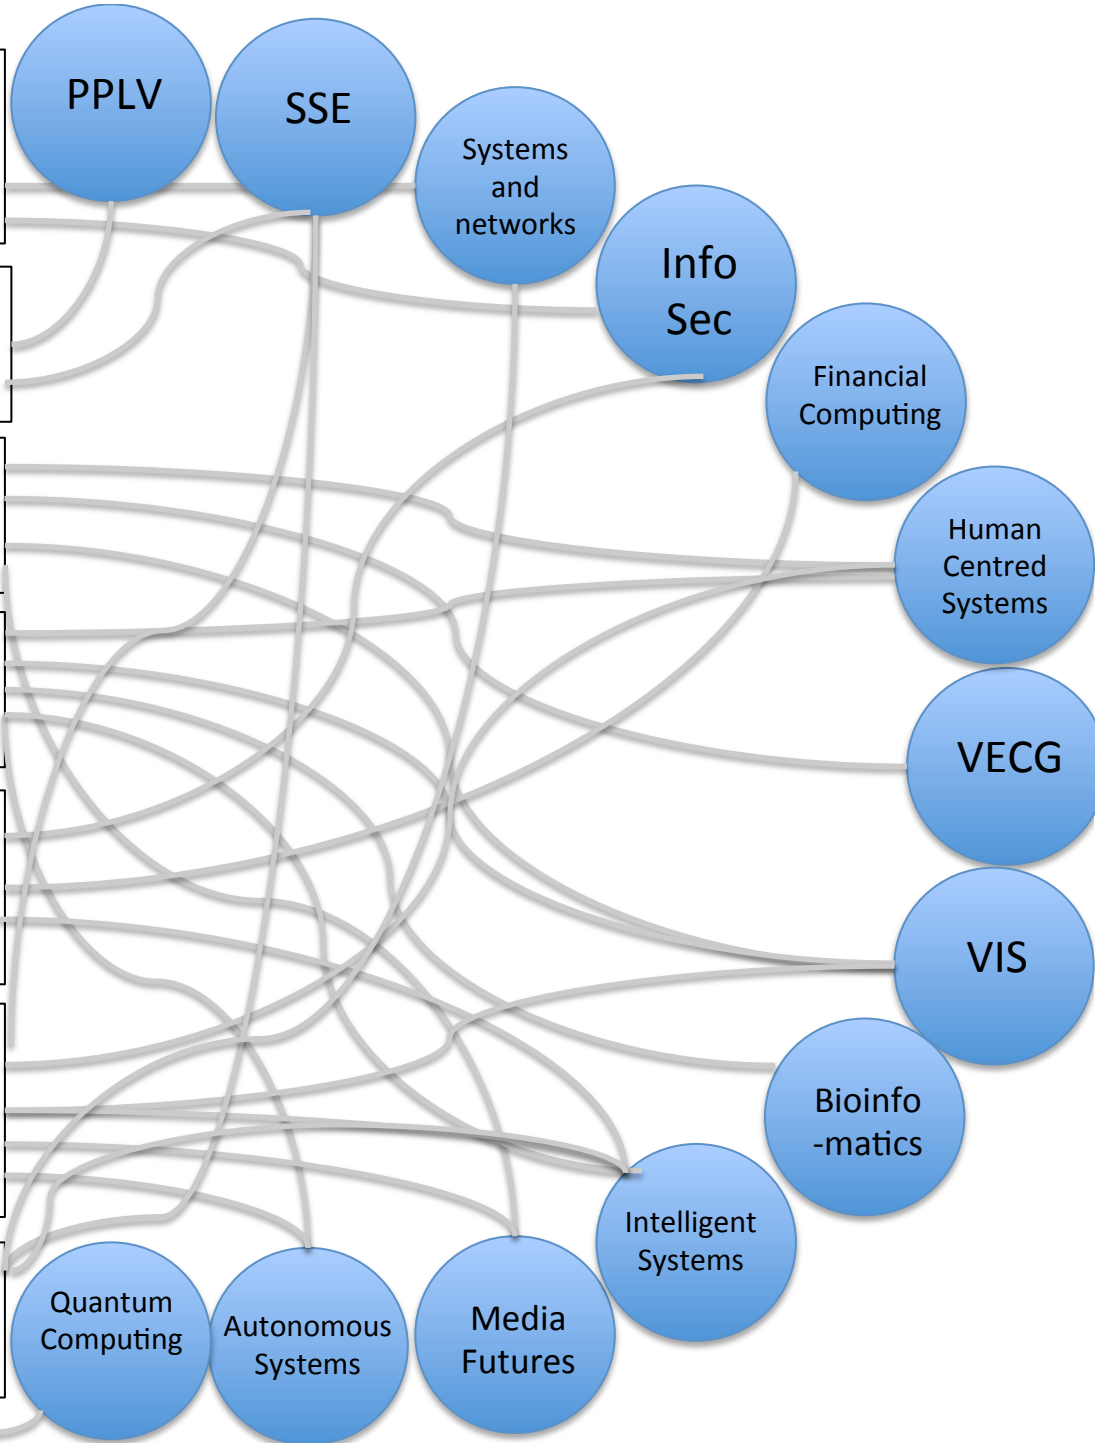 PPLV
SSE
Systems
and
networks
Info
Sec
Financial
Computing
Human
Centred
Systems
VECG
VIS
Bioinfo
-matics
Intelligent
Systems
Media
Futures
Autonomous
Systems
Quantum
Computing